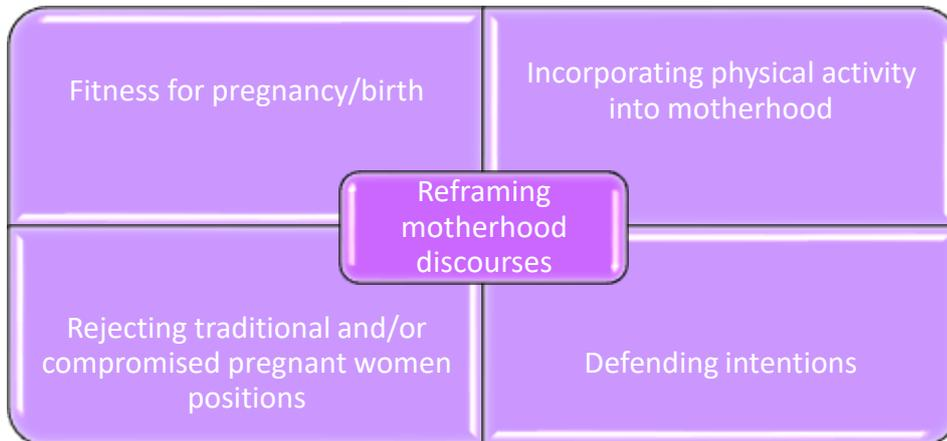 Fitness for pregnancy/birth
Incorporating physical activity
into motherhood
Reframing
motherhood
discourses
Rejecting traditional and/or
compromised pregnant women
positions
Defending intentions